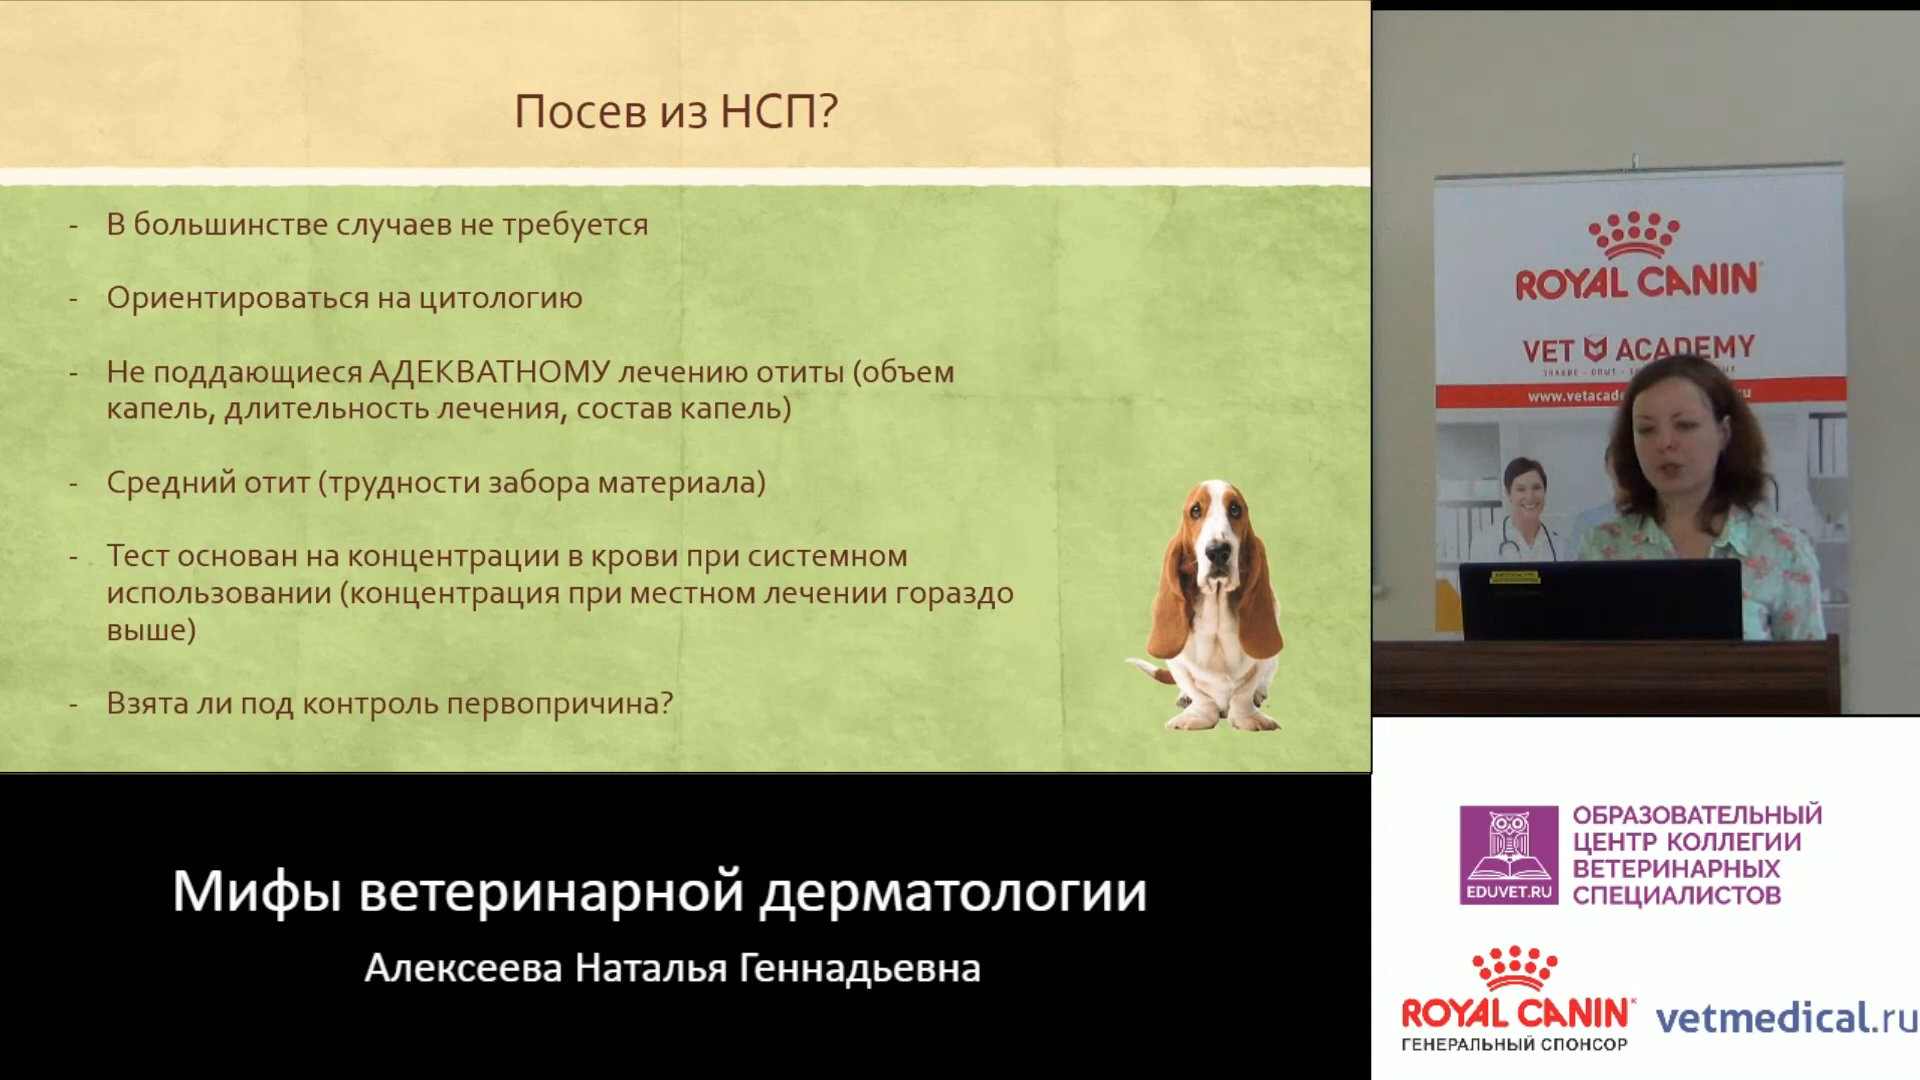 Посев из НСП?
- В большинстве случаев не требуется
- Ориентироваться на цитологию
- Не поддающиеся АДЕКВАТНОМУ лечению отиты (объем
капель, длительность лечения, состав капель)
- Средний отит (трудности забора материала)
- Тест основан на концентрации в крови при системном
использовании (концентрация при местном лечении гораздо
выше)
- Взята ли под контроль первопричина?
Мифы ветеринарной дерматологии
Алексеева Наталья Геннадьевна
ROYAL CANIN
VET ACADEMY
www.vetacade
ru
EDUVET.RU
ОБРАЗОВАТЕЛЬНЫЙ
ЦЕНТР КОЛЛЕГИИ
ВЕТЕРИНАРНЫХ
СПЕЦИАЛИСТОВ
ROYAL CANIN
ГЕНЕРАЛЬНЫЙ СПОНСОР
vetmedical.ru